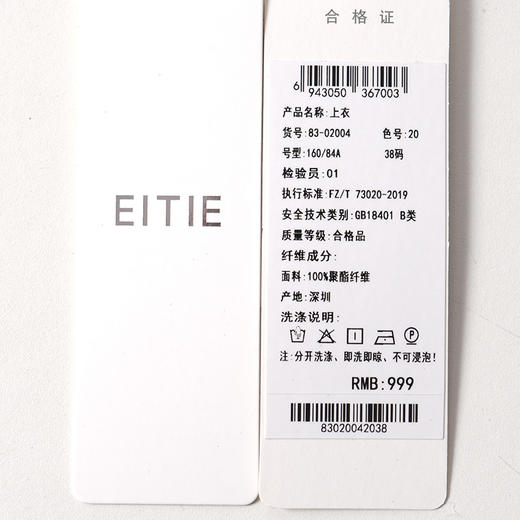 EITIE
合格证
6 943050 367003
产品名称:上衣
货号:83-02004 色号:20
号型:160/84A 38码
检验员:01
执行标准:FZ/T 73020-2019
安全技术类别:GB18401 B类
质量等级:合格品
纤维成分:
面料:100%聚酯纤维
产地:深圳
洗涤说明:
P
注:分开洗涤、即洗即晾、不可浸泡!
RMB:999
83020042038